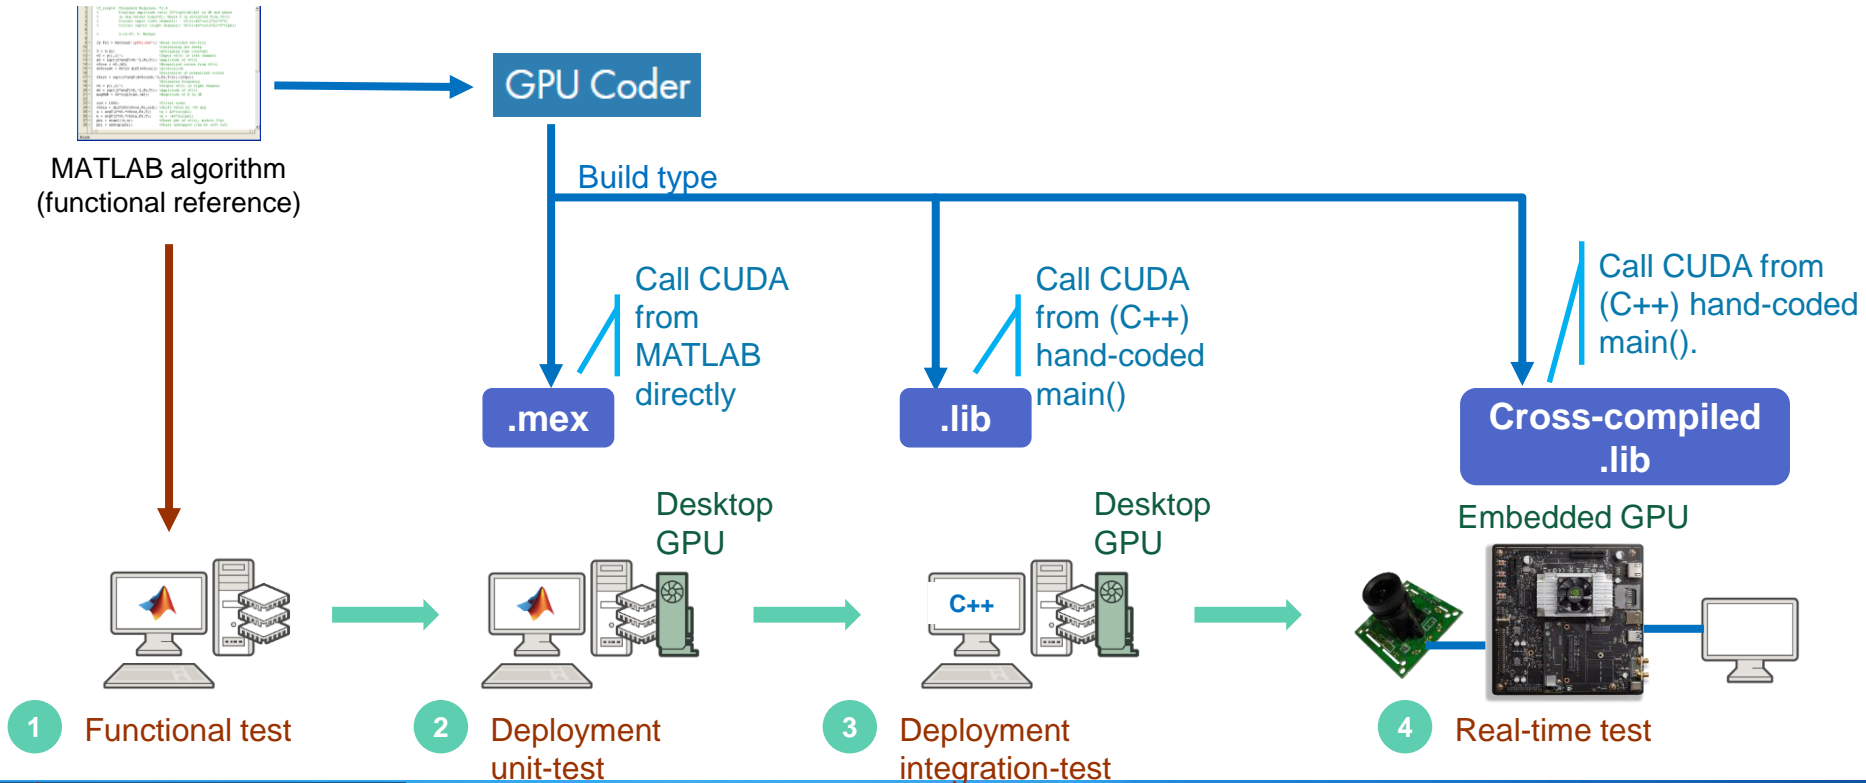 GPU Coder
MATLAB algorithm
(functional reference)
Build type
Call CUDA
from
MATLAB
directly
Call CUDA
from (C++)
hand-coded
main()
Call CUDA from
(C++) hand-coded
main().
.mex
.lib
Cross-compiled
.lib
Desktop
GPU
Desktop
GPU
Embedded GPU
C++
1 Functional test
2 Deployment
unit-test
3 Deployment
integration-test
4 Real-time test